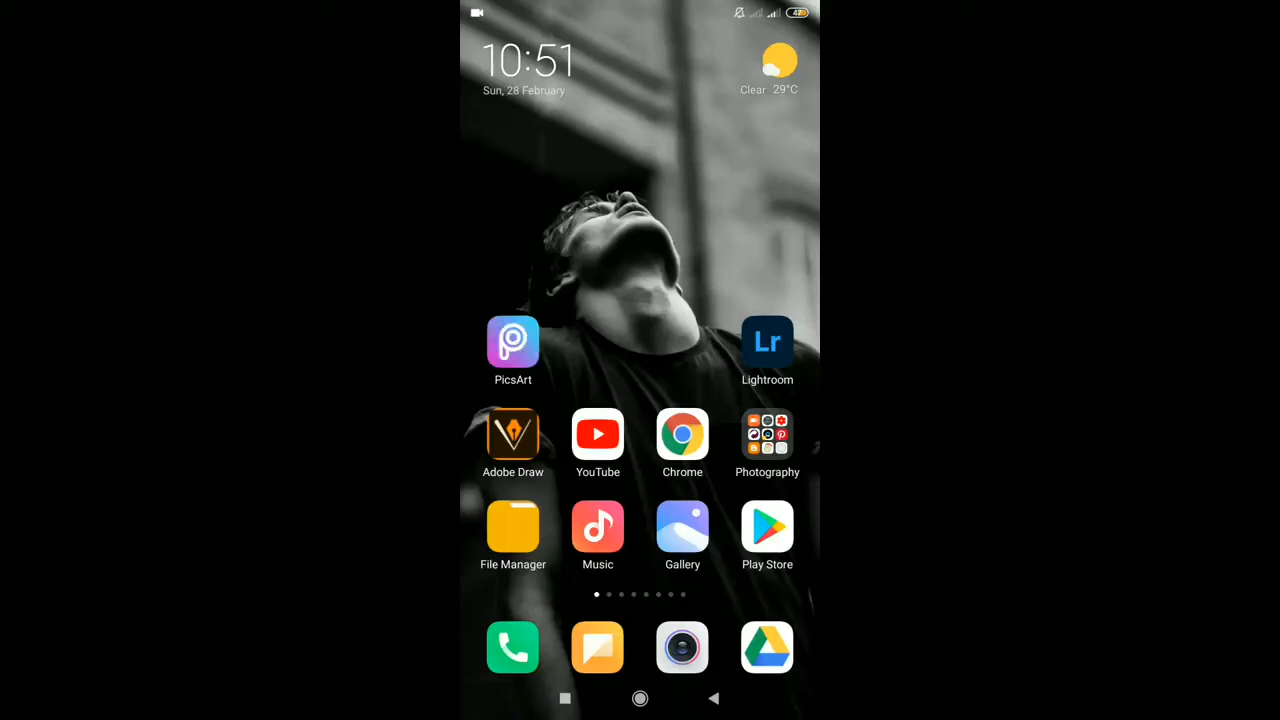 47
10:51
Sun, 28 February
Clear 29°C
PicsArt
Lr
Lightroom
Adobe Draw
YouTube
Chrome
Photography
File Manager
Music
Gallery
Play Store